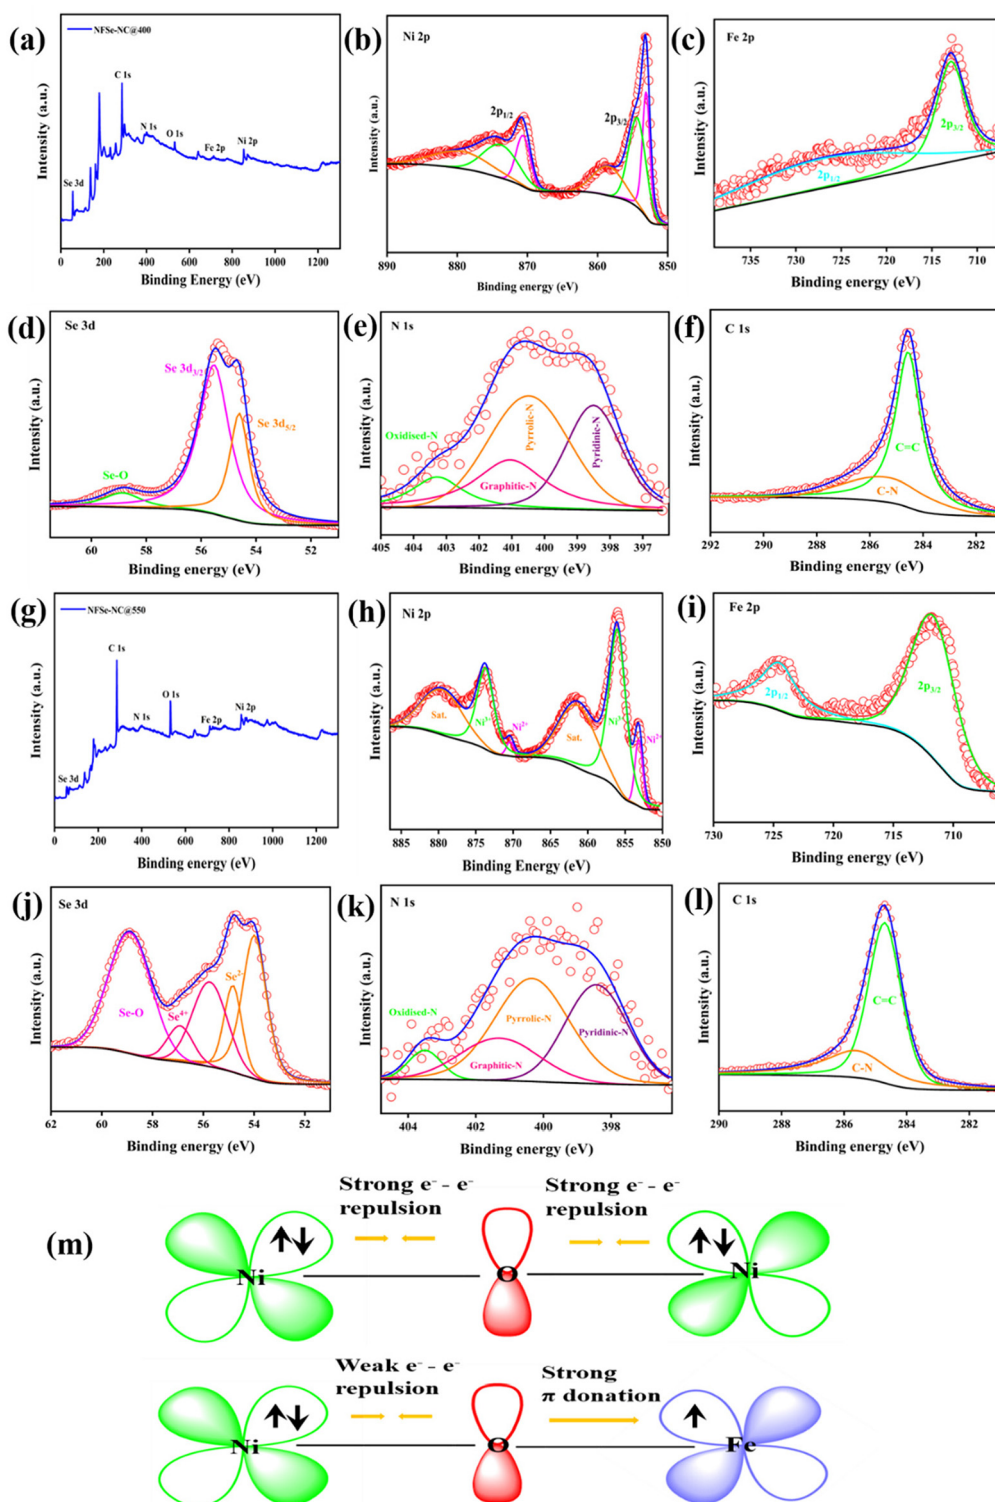 (a)
NFSe-NC@400
C 1s
N 1s
O 1s
Fe 2p
Ni 2p
Se 3d
Intensity (a.u.)
0 200 400 600 800 1000 1200
Binding Energy (eV)
(b)
Ni 2p
2p1/2
2p3/2
Intensity (a.u.)
890 880 870 860 850
Binding energy (eV)
(c)
Fe 2p
2p3/2
2p1/2
Intensity (a.u.)
735 730 725 720 715 710
Binding energy (eV)
(d)
Se 3d
Se 3d3/2
Se 3d5/2
Se-O
Intensity (a.u.)
60 58 56 54 52
Binding energy (eV)
(e)
N 1s
Oxidised-N
Pyrrolic-N
Pyridinic-N
Graphitic-N
Intensity (a.u.)
405 404 403 402 401 400 399 398 397
Binding energy (eV)
(f)
C 1s
C=C
C-N
Intensity (a.u.)
292 290 288 286 284 282
Binding energy (eV)
(g)
NFSe-NC@550
C 1s
O 1s
N 1s
Fe 2p
Ni 2p
Se 3d
Intensity (a.u.)
0 200 400 600 800 1000 1200
Binding energy (eV)
(h)
Ni 2p
Sat.
Ni3+
Ni2+
Sat.
Ni3+
Ni2+
Intensity (a.u.)
885 880 875 870 865 860 855 850
Binding Energy (eV)
(i)
Fe 2p
2p1/2
2p3/2
Intensity (a.u.)
730 725 720 715 710
Binding energy (eV)
(j)
Se 3d
Se-O
Se4+
Se2-
Intensity (a.u.)
62 60 58 56 54 52
Binding energy (eV)
(k)
N 1s
Oxidised-N
Pyrrolic-N
Pyridinic-N
Graphitic-N
Intensity (a.u.)
404 402 400 398
Binding energy (eV)
(l)
C 1s
C=C
C-N
Intensity (a.u.)
290 288 286 284 282
Binding energy (eV)
(m)
Strong e- - e-
repulsion
Strong e- - e-
repulsion
Ni O Ni
Weak e- - e-
repulsion
Strong
π donation
Ni O Fe